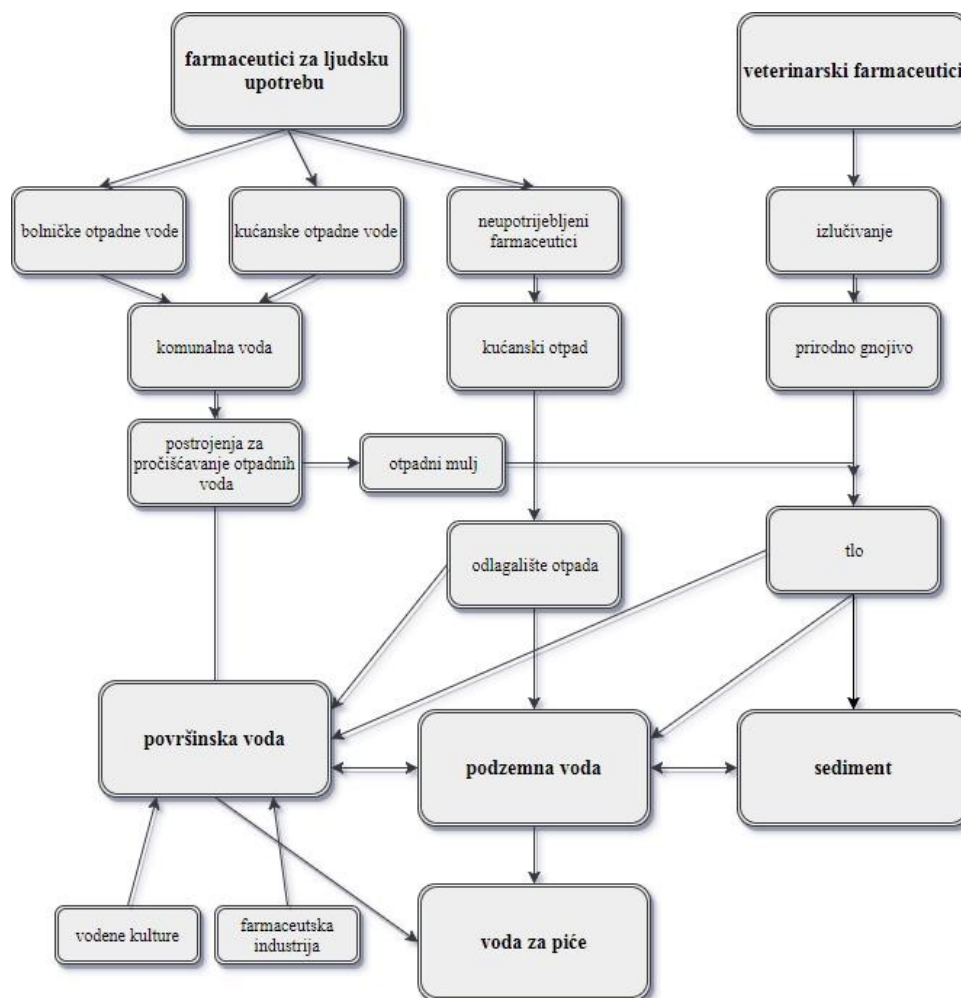 farmaceutici za ljudsku
upotrebu
veterinarski farmaceutici
bolničke otpadne vode
kućanske otpadne vode
neupotrijebljeni
farmaceutici
izlučivanje
komunalna voda
kućanski otpad
prirodno gnojivo
postrojenja za
pročišćavanje otpadnih
voda
otpadni mulj
odlagalište otpada
tlo
površinska voda
podzemna voda
sediment
vodene kulture
farmaceutska
industrija
voda za piće